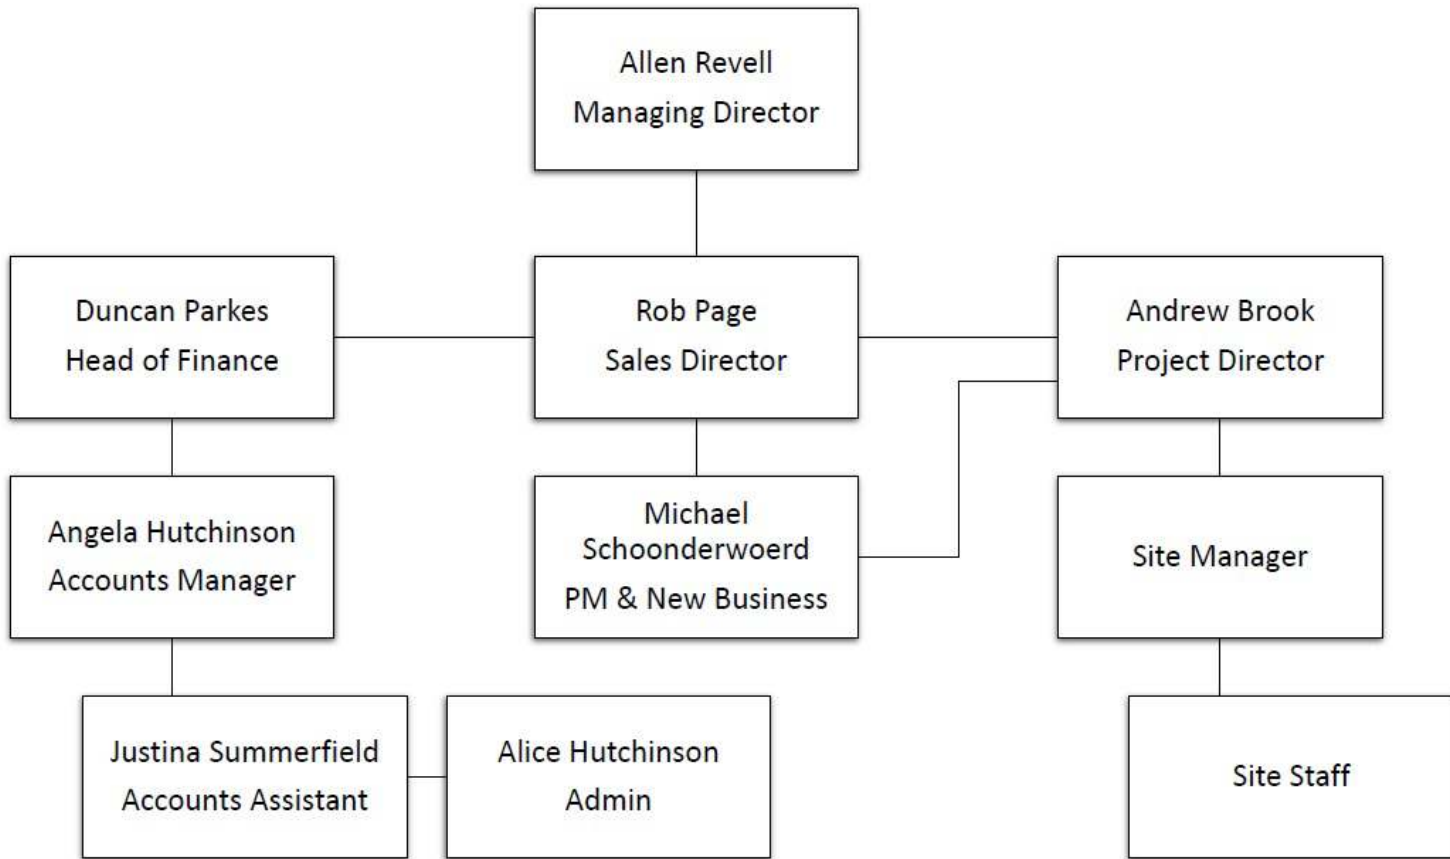 Allen Revell
Managing Director
Duncan Parkes
Head of Finance
Rob Page
Sales Director
Andrew Brook
Project Director
Angela Hutchinson
Accounts Manager
Michael
Schoonderwoerd
PM & New Business
Site Manager
Justina Summerfield
Accounts Assistant
Alice Hutchinson
Admin
Site Staff